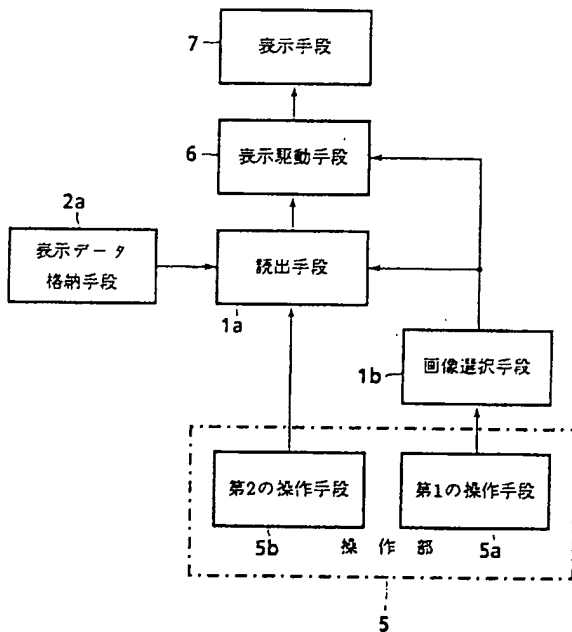 7
表示手段
6
表示駆動手段
2a
表示データ
格納手段
読出手段
1a
1b
画像選択手段
第2の操作手段
第1の操作手段
5b
操作部
5a
5